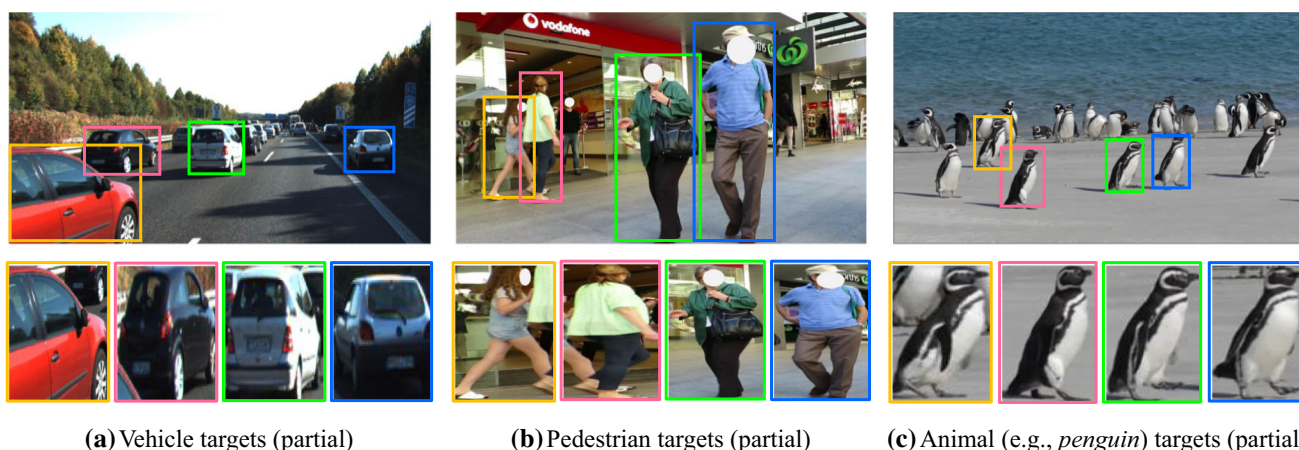 vodafone
(a) Vehicle targets (partial)
(b) Pedestrian targets (partial)
(c) Animal (e.g., penguin) targets (partial